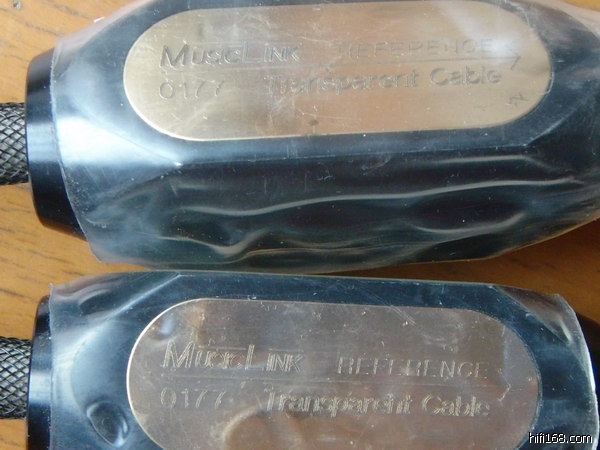 MusicLink REFERENCE
0177 Transparent Cable
MusicLink REFERENCE
0177 Transparent Cable
hifi168.com